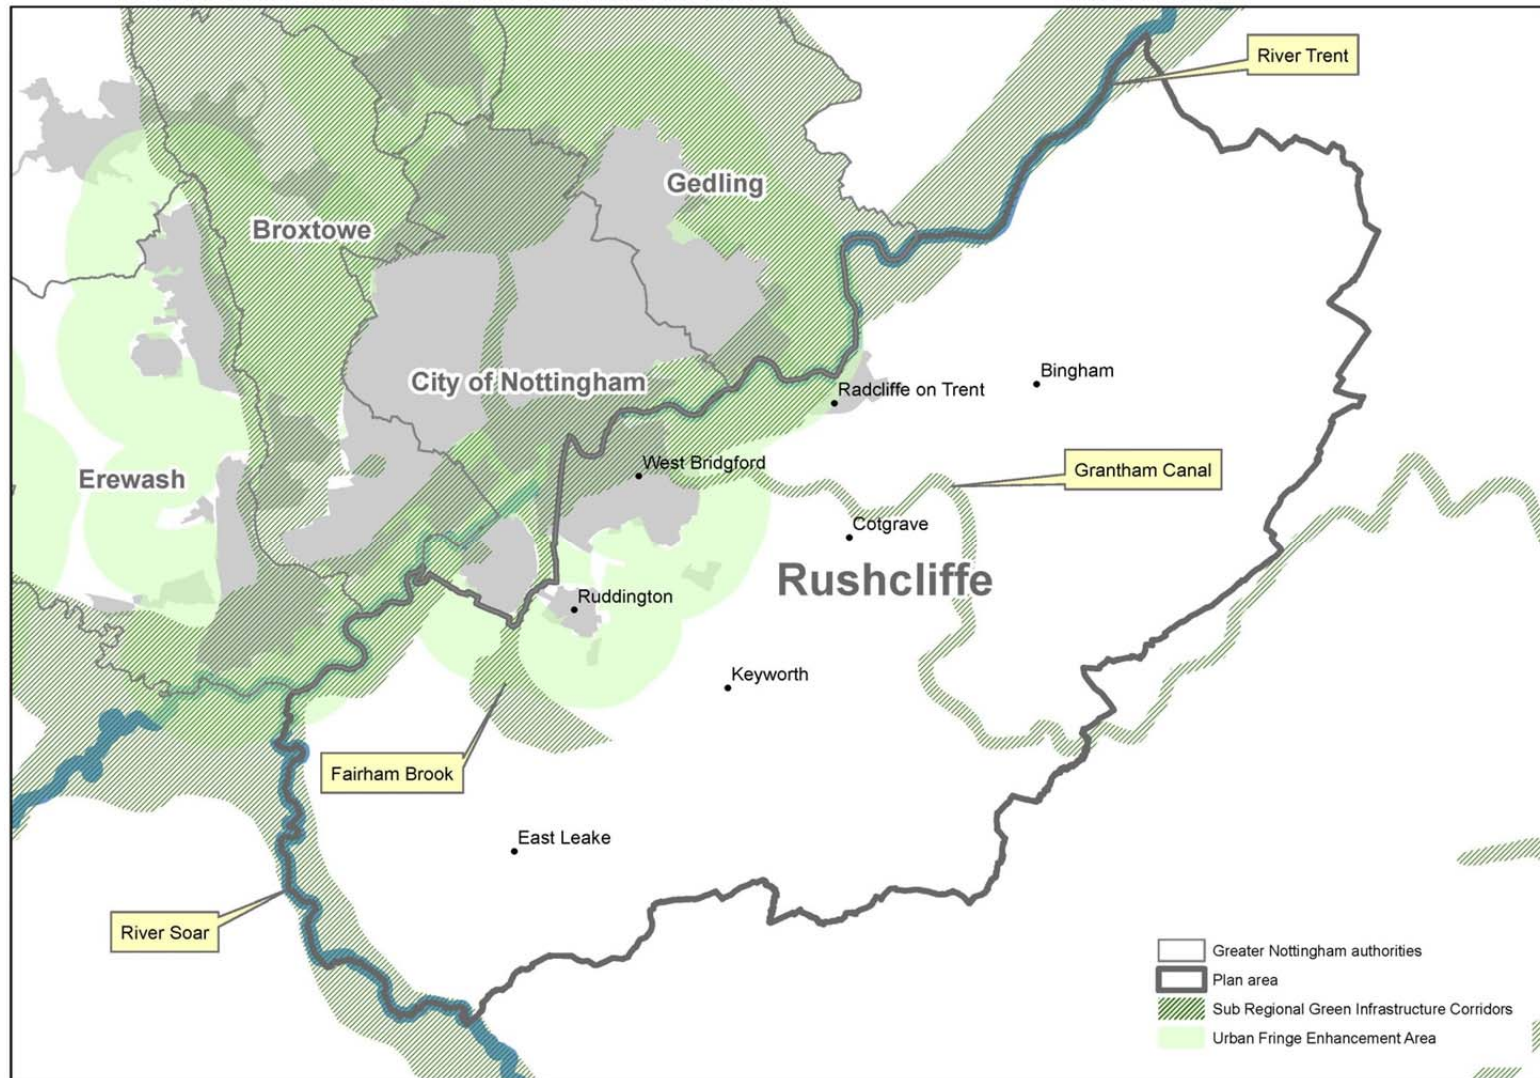 River Trent
Gedling
Broxtowe
Bingham
City of Nottingham
Radcliffe on Trent
West Bridgford
Grantham Canal
Erewash
Cotgrave
Rushcliffe
Ruddington
Keyworth
Fairham Brook
East Leake
River Soar
Greater Nottingham authorities
Plan area
Sub Regional Green Infrastructure Corridors
Urban Fringe Enhancement Area